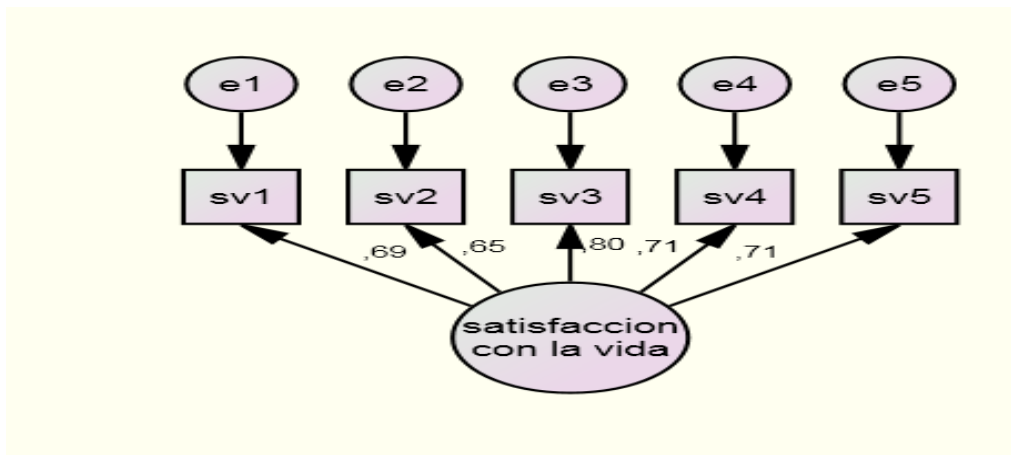 e1 e2 e3 e4 e5
sv1 sv2 sv3 sv4 sv5
,69 ,65 ,80 ,71 ,71
satisfaccion
con la vida